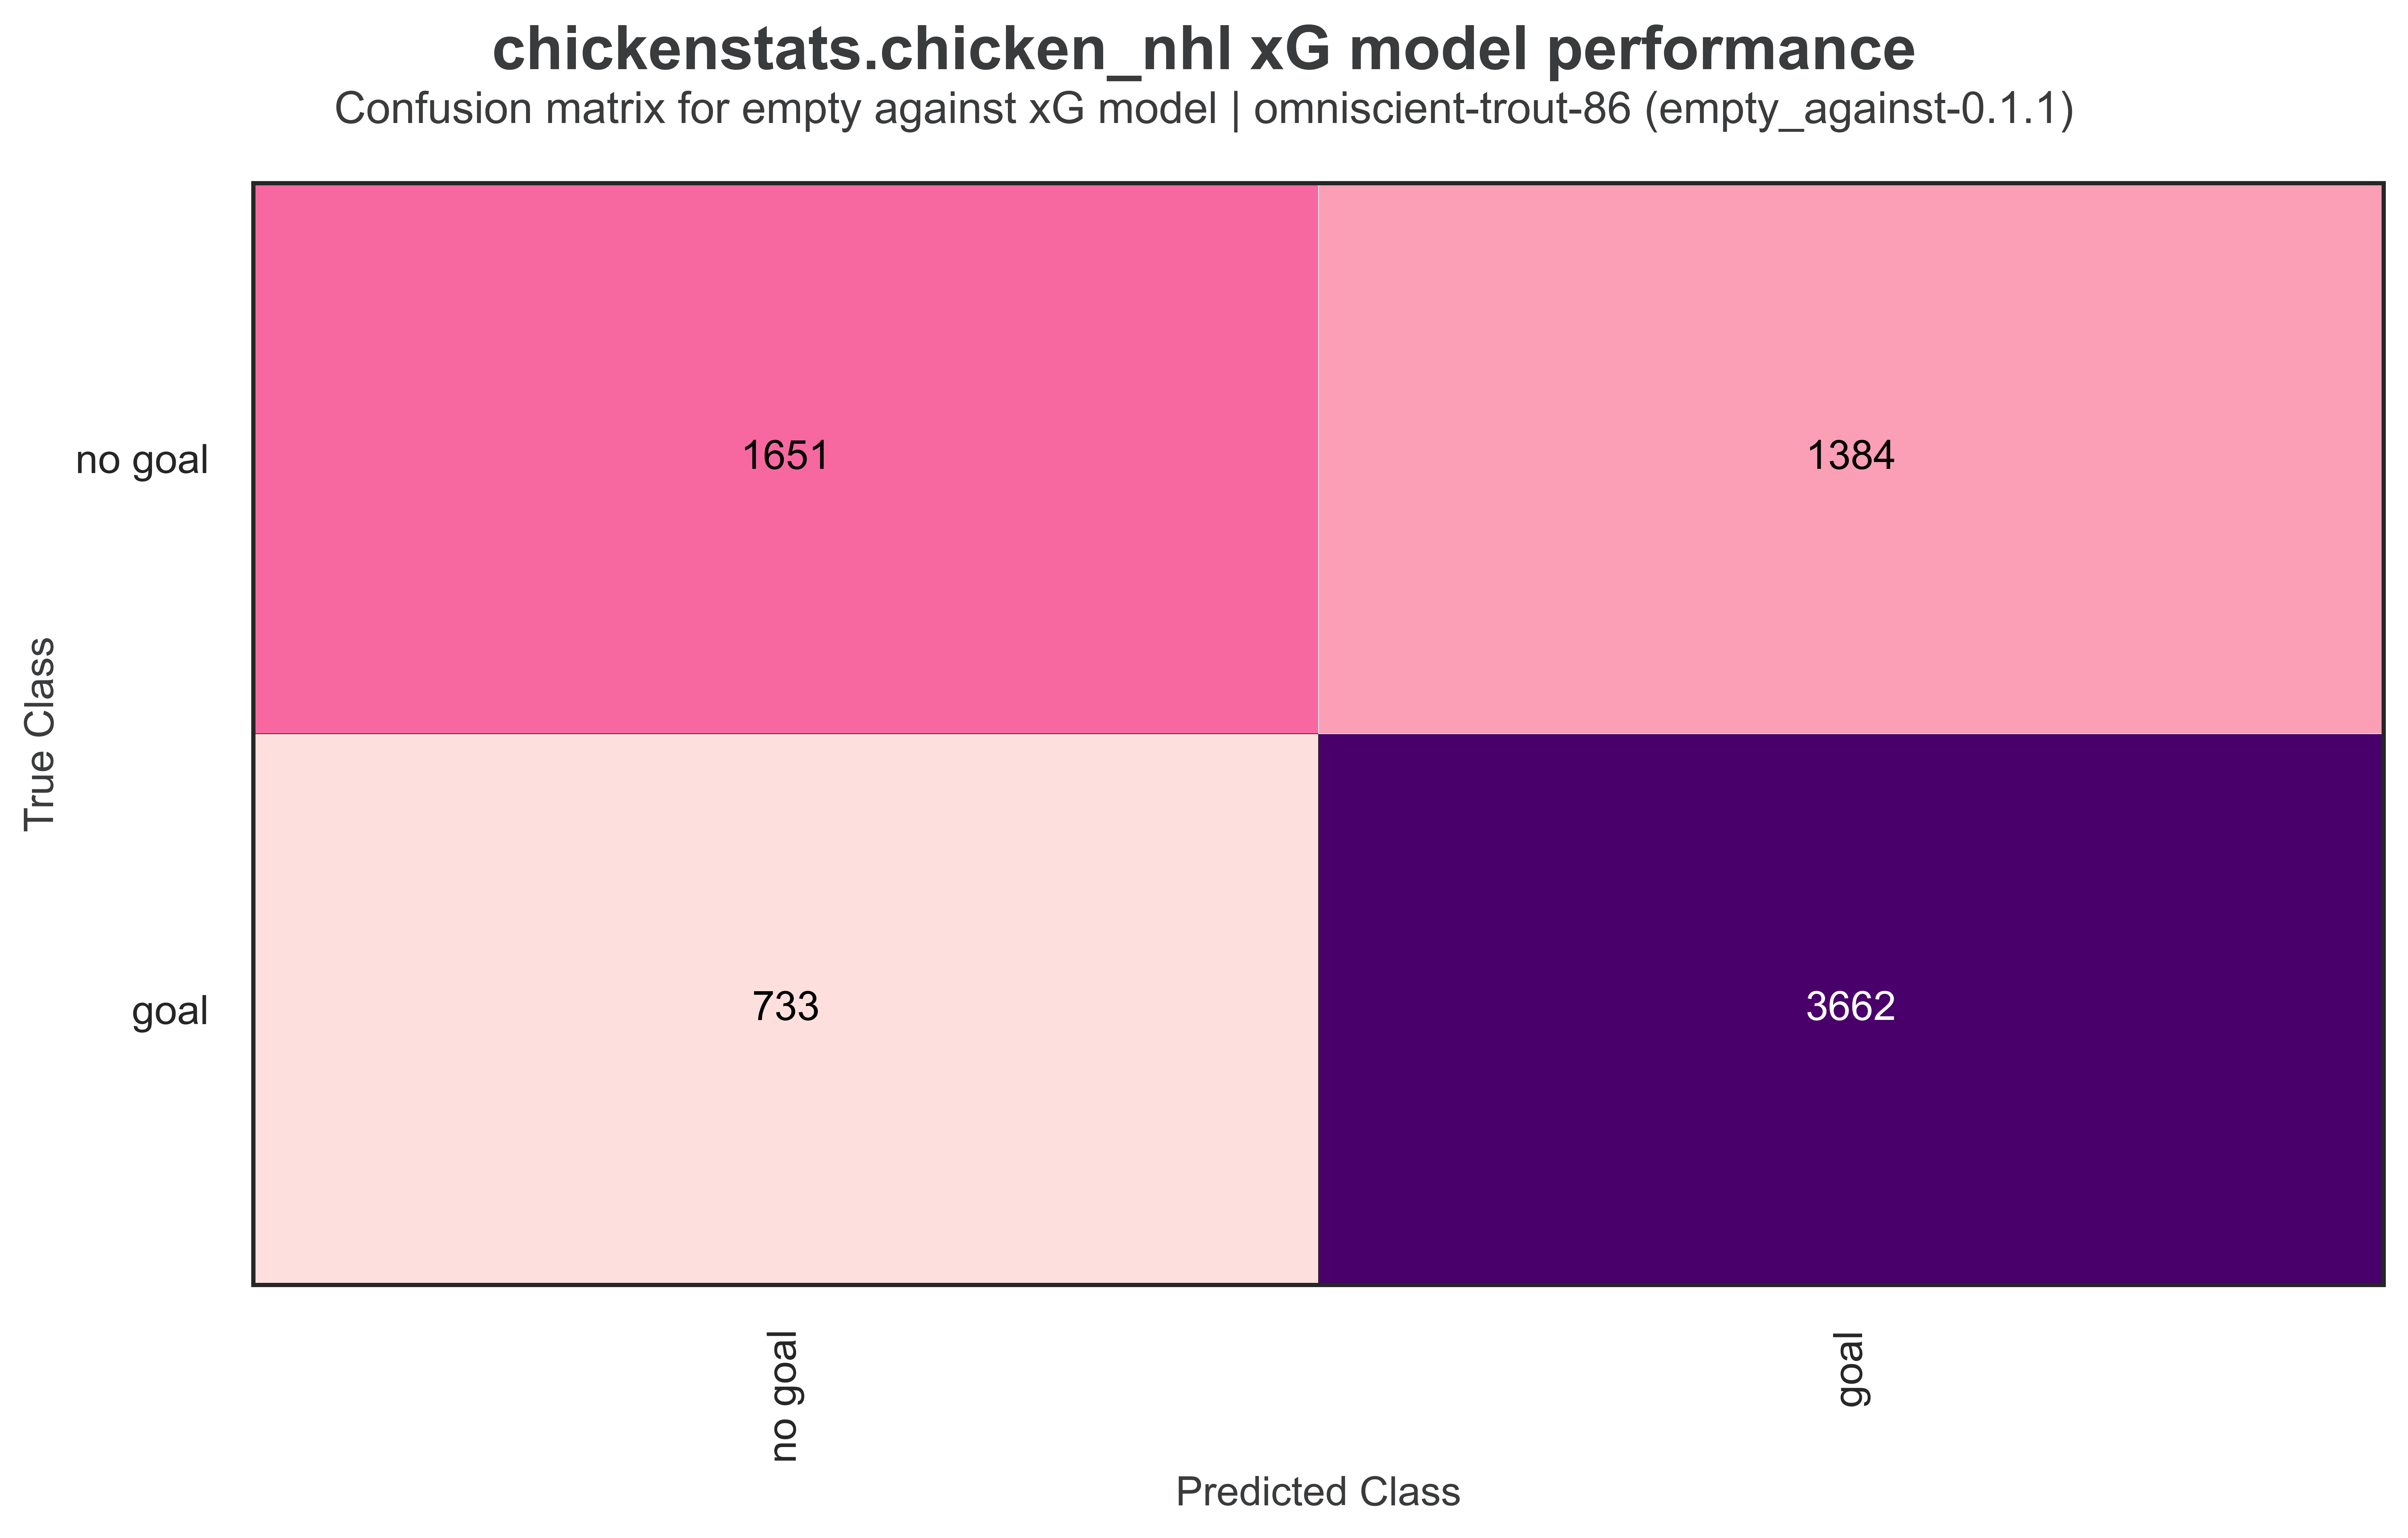 chickenstats.chicken_nhl xG model performance
Confusion matrix for empty against xG model | omniscient-trout-86 (empty_against-0.1.1)
True Class
no goal
1651
1384
goal
733
3662
no goal
goal
Predicted Class